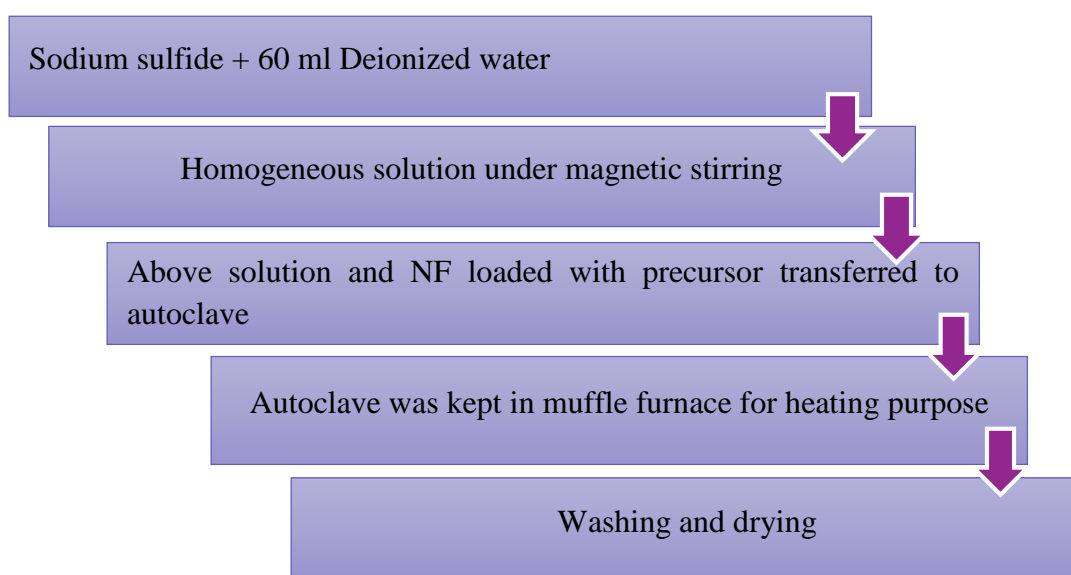 Sodium sulfide + 60 ml Deionized water
Homogeneous solution under magnetic stirring
Above solution and NF loaded with precursor transferred to
autoclave
Autoclave was kept in muffle furnace for heating purpose
Washing and drying